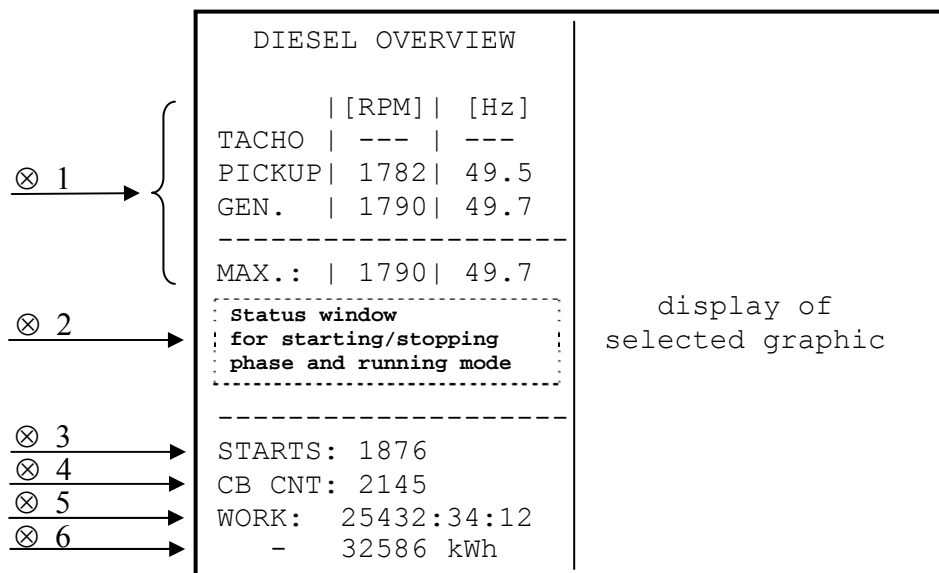 DIESEL OVERVIEW
|[RPM]| [Hz]
TACHO | --- | ---
PICKUP| 1782| 49.5
GEN. | 1790| 49.7
--------------------
MAX.: | 1790| 49.7
Status window
for starting/stopping
phase and running mode
--------------------
STARTS: 1876
CB CNT: 2145
WORK: 25432:34:12
- 32586 kWh
display of
selected graphic
⊗ 1
⊗ 2
⊗ 3
⊗ 4
⊗ 5
⊗ 6